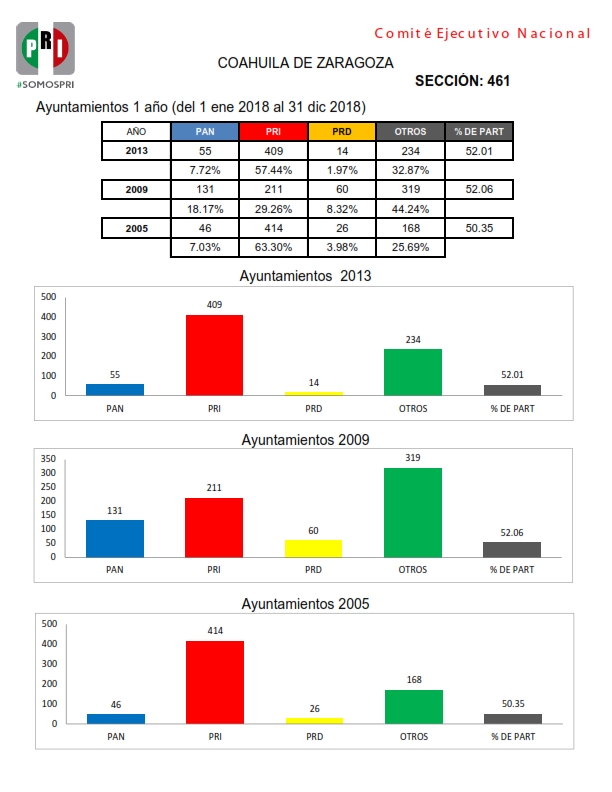 Comité Ejecutivo Nacional
PRI
#SOMOSPRI
COAHUILA DE ZARAGOZA
SECCIÓN: 461
Ayuntamientos 1 año (del 1 ene 2018 al 31 dic 2018)
AÑO PAN PRI PRD OTROS % DE PART
2013 55 409 14 234 52.01
7.72% 57.44% 1.97% 32.87%
2009 131 211 60 319 52.06
18.17% 29.26% 8.32% 44.24%
2005 46 414 26 168 50.35
7.03% 63.30% 3.98% 25.69%
Ayuntamientos 2013
500
400
300
200
100
0
55 409 14 234 52.01
PAN PRI PRD OTROS % DE PART
Ayuntamientos 2009
350
300
250
200
150
100
50
0
131 211 60 319 52.06
PAN PRI PRD OTROS % DE PART
Ayuntamientos 2005
500
400
300
200
100
0
46 414 26 168 50.35
PAN PRI PRD OTROS % DE PART